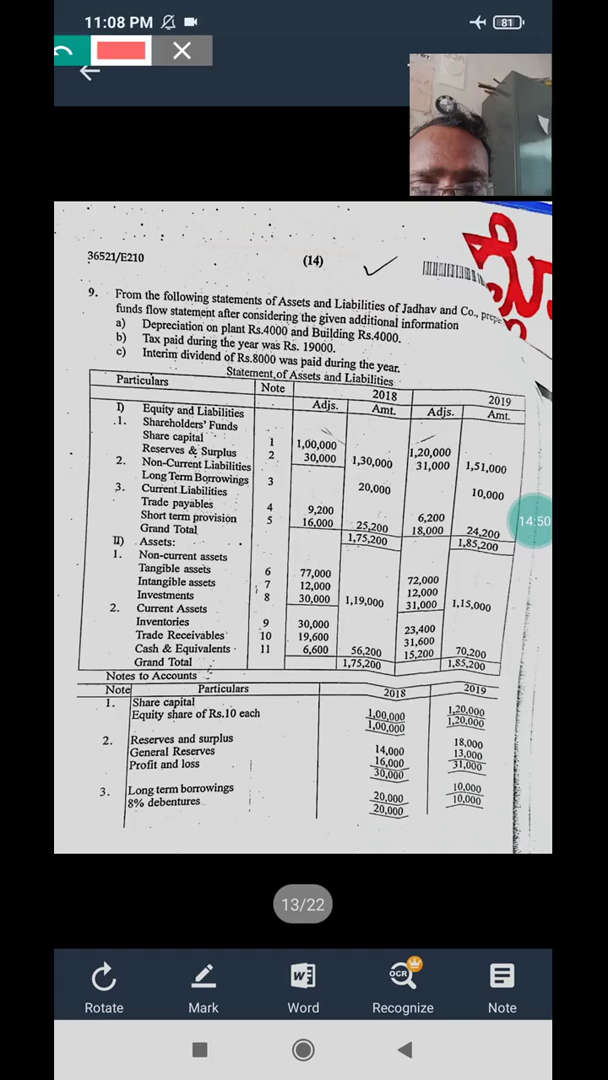 11:08 PM
81
36521/E210
(14)
9. From the following statements of Assets and Liabilities of Jadhav and Co.,
funds flow statement after considering the given additional information
a) Depreciation on plant Rs.4000 and Building Rs.4000.
b) Tax paid during the year was Rs. 19000.
c) Interim dividend of Rs.8000 was paid during the year.
Statement of Assets and Liabilities
Particulars Note 2018 2019
Adjs. Amt. Adjs. Amt.
I) Equity and Liabilities
1. Shareholders' Funds
Share capital 1 1,00,000 1,20,000
Reserves & Surplus 2 30,000 1,30,000 31,000 1,51,000
2. Non-Current Liabilities
Long Term Borrowings 3 20,000 10,000
3. Current Liabilities
Trade payables 4 9,200 6,200
Short term provision 5 16,000 25,200 18,000 24,200
Grand Total 1,75,200 1,85,200
II) Assets:
1. Non-current assets
Tangible assets 6 77,000 72,000
Intangible assets 7 12,000 12,000
Investments 8 30,000 1,19,000 31,000 1,15,000
2. Current Assets
Inventories 9 30,000 23,400
Trade Receivables 10 19,600 31,600
Cash & Equivalents 11 6,600 56,200 15,200 70,200
Grand Total 1,75,200 1,85,200
Notes to Accounts
Note Particulars 2018 2019
1. Share capital
Equity share of Rs.10 each 1,00,000 1,20,000
1,00,000 1,20,000
2. Reserves and surplus
General Reserves 14,000 18,000
Profit and loss 16,000 13,000
30,000 31,000
3. Long term borrowings
8% debentures 20,000 10,000
20,000 10,000
14:50
13/22
W
OCR
Rotate Mark Word Recognize Note